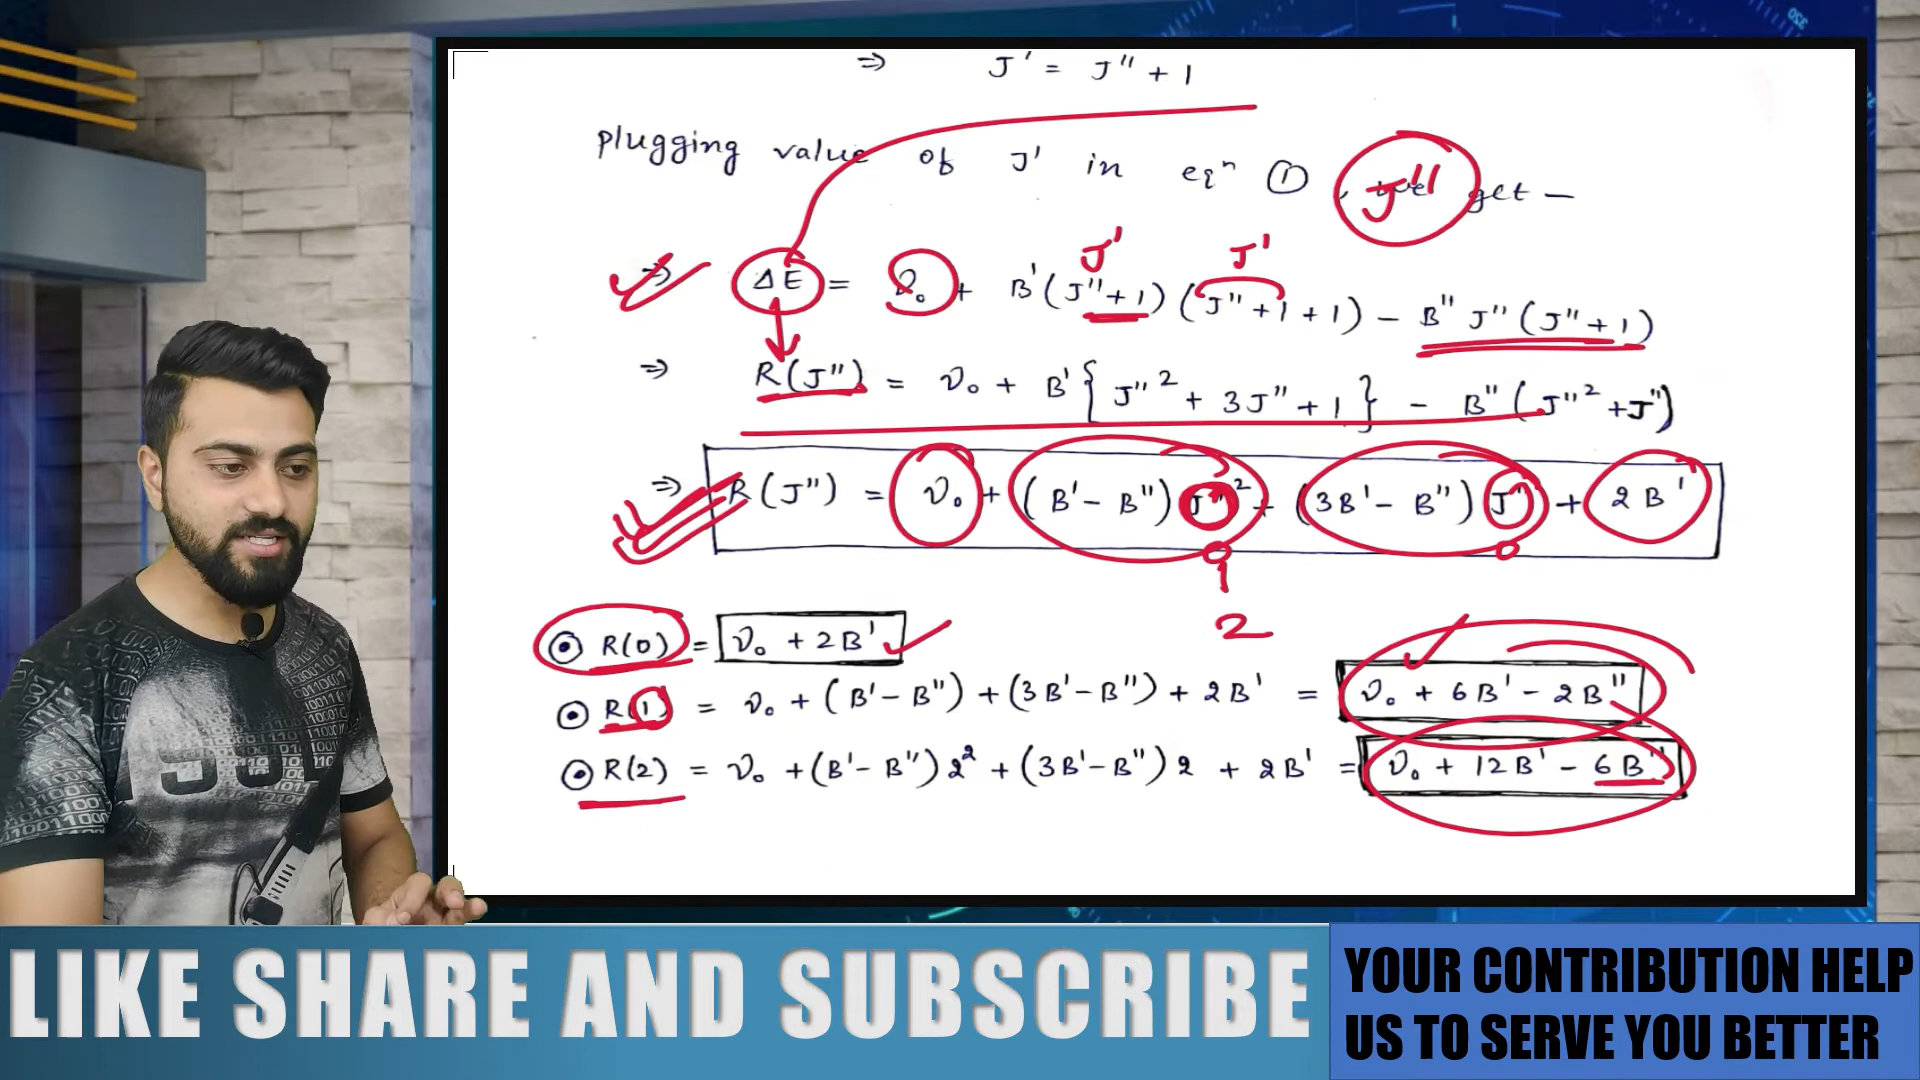 ⇒ J' = J" + 1
plugging value of J' in eqⁿ ① , get —
J"
J' J'
⇒ ΔE = ν₀ + B'(J"+1)(J"+1+1) − B" J"(J"+1)
⇒ R(J") = ν₀ + B'{J"² + 3J" + 1} − B"(J"² + J")
⇒ R(J") = ν₀ + (B' − B")J"² + (3B' − B")J" + 2B'
1
2
⊙ R(0) = ν₀ + 2B'
⊙ R(1) = ν₀ + (B' − B") + (3B' − B") + 2B' = ν₀ + 6B' − 2B"
⊙ R(2) = ν₀ + (B' − B")2² + (3B' − B")2 + 2B' = ν₀ + 12B' − 6B"
LIKE SHARE AND SUBSCRIBE
YOUR CONTRIBUTION HELP
US TO SERVE YOU BETTER